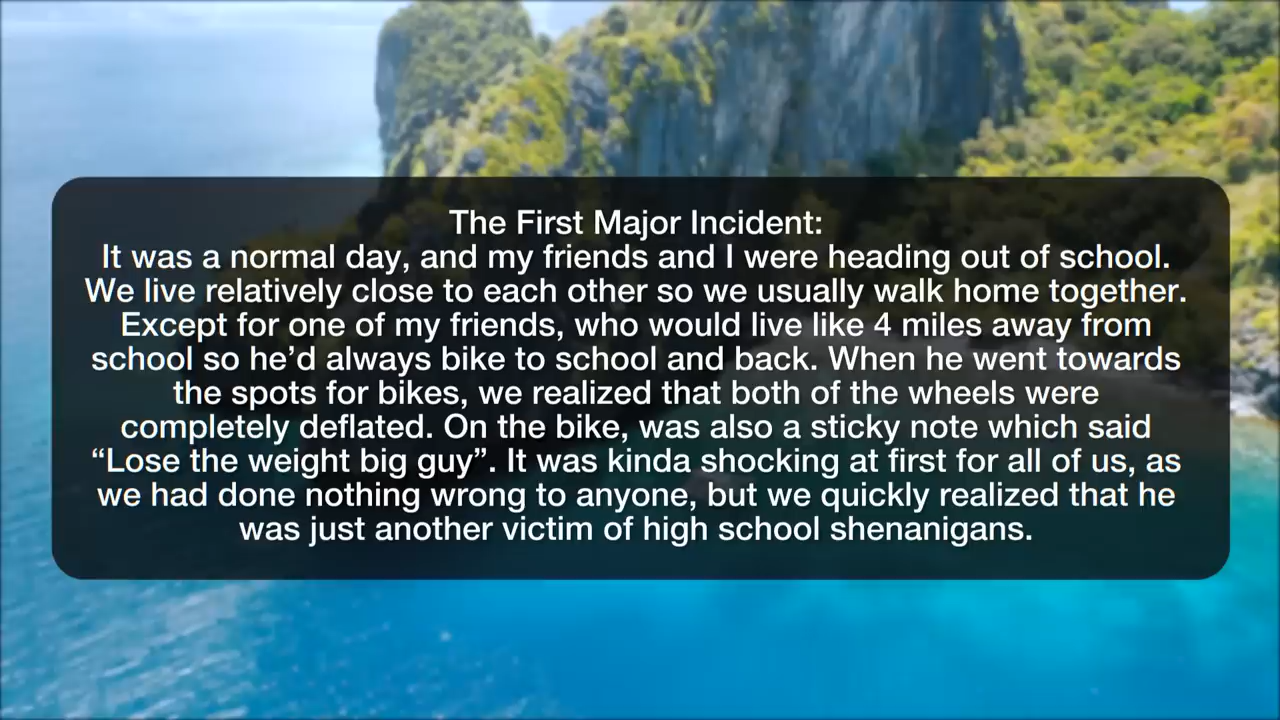 The First Major Incident:
It was a normal day, and my friends and I were heading out of school.
We live relatively close to each other so we usually walk home together.
Except for one of my friends, who would live like 4 miles away from
school so he’d always bike to school and back. When he went towards
the spots for bikes, we realized that both of the wheels were
completely deflated. On the bike, was also a sticky note which said
“Lose the weight big guy”. It was kinda shocking at first for all of us, as
we had done nothing wrong to anyone, but we quickly realized that he
was just another victim of high school shenanigans.